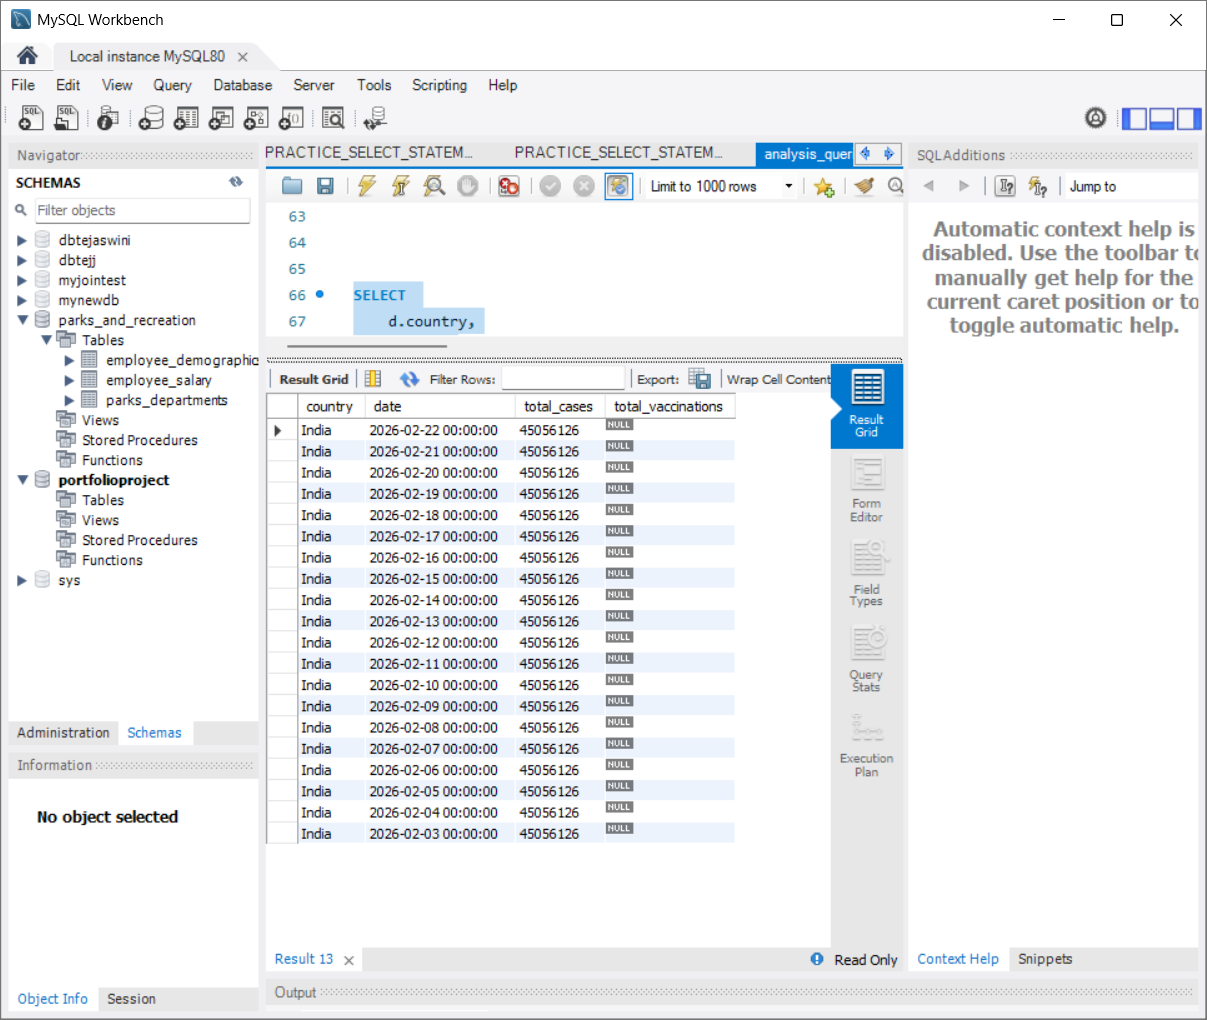 MySQL Workbench
Local instance MySQL80
File Edit View Query Database Server Tools Scripting Help
Navigator
SCHEMAS
Filter objects
dbtejaswini
dbtejj
myjointest
mynewdb
parks_and_recreation
Tables
employee_demographic
employee_salary
parks_departments
Views
Stored Procedures
Functions
portfolioproject
Tables
Views
Stored Procedures
Functions
sys
Administration Schemas
Information
No object selected
Object Info Session
PRACTICE_SELECT_STATEM... PRACTICE_SELECT_STATEM... analysis_quer
Limit to 1000 rows
63
64
65
66 SELECT
67 d.country,
Result Grid Filter Rows: Export: Wrap Cell Content
country date total_cases total_vaccinations
India 2026-02-22 00:00:00 45056126 NULL
India 2026-02-21 00:00:00 45056126 NULL
India 2026-02-20 00:00:00 45056126 NULL
India 2026-02-19 00:00:00 45056126 NULL
India 2026-02-18 00:00:00 45056126 NULL
India 2026-02-17 00:00:00 45056126 NULL
India 2026-02-16 00:00:00 45056126 NULL
India 2026-02-15 00:00:00 45056126 NULL
India 2026-02-14 00:00:00 45056126 NULL
India 2026-02-13 00:00:00 45056126 NULL
India 2026-02-12 00:00:00 45056126 NULL
India 2026-02-11 00:00:00 45056126 NULL
India 2026-02-10 00:00:00 45056126 NULL
India 2026-02-09 00:00:00 45056126 NULL
India 2026-02-08 00:00:00 45056126 NULL
India 2026-02-07 00:00:00 45056126 NULL
India 2026-02-06 00:00:00 45056126 NULL
India 2026-02-05 00:00:00 45056126 NULL
India 2026-02-04 00:00:00 45056126 NULL
India 2026-02-03 00:00:00 45056126 NULL
Result
Grid
Form
Editor
Field
Types
Query
Stats
Execution
Plan
Result 13 Read Only
Output
SQLAdditions
Jump to
Automatic context help is
disabled. Use the toolbar to
manually get help for the
current caret position or to
toggle automatic help.
Context Help Snippets